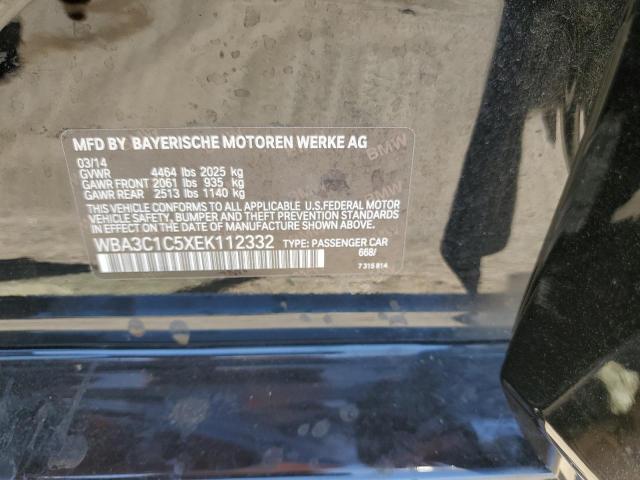 MFD BY BAYERISCHE MOTOREN WERKE AG
03/14
GVWR 4464 lbs 2025 kg
GAWR FRONT 2061 lbs 935 kg
GAWR REAR 2513 lbs 1140 kg
THIS VEHICLE CONFORMS TO ALL APPLICABLE U.S.FEDERAL MOTOR
VEHICLE SAFETY, BUMPER AND THEFT PREVENTION STANDARDS
IN EFFECT ON THE DATE OF MANUFACTURE SHOWN ABOVE.
WBA3C1C5XEK112332 TYPE: PASSENGER CAR
668/
7 315 814
BMW
BMW
BMW